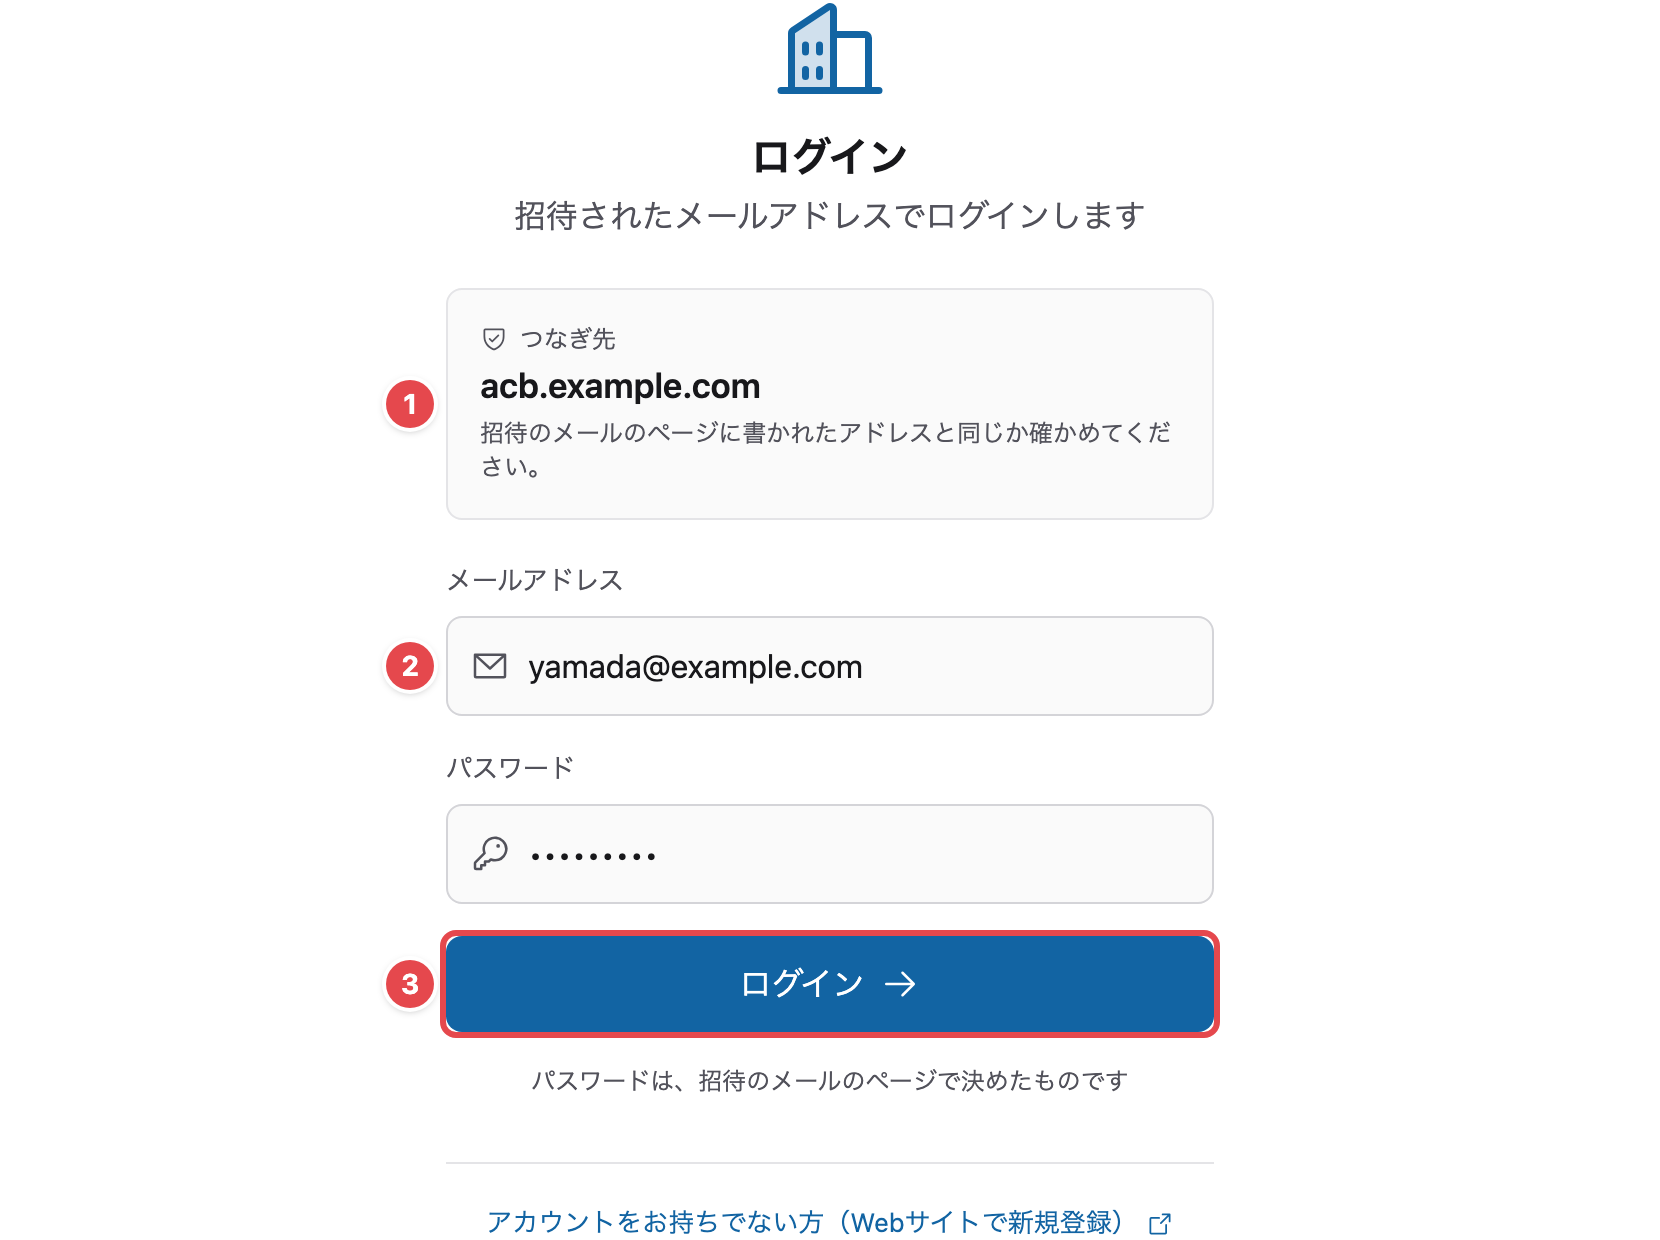 ログイン
招待されたメールアドレスでログインします
つなぎ先
1
acb.example.com
招待のメールのページに書かれたアドレスと同じか確かめてくだ
さい。
メールアドレス
2
yamada@example.com
パスワード
•••••••••
3
ログイン →
パスワードは、招待のメールのページで決めたものです
アカウントをお持ちでない方（Webサイトで新規登録）